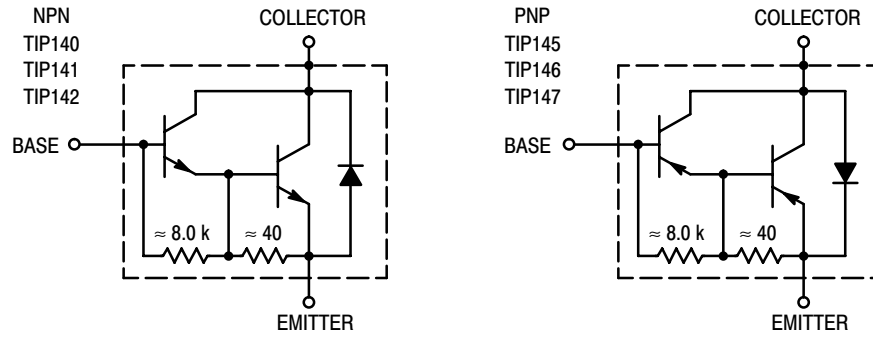 NPN
TIP140
TIP141
TIP142
COLLECTOR
BASE
≈ 8.0 k
≈ 40
EMITTER
PNP
TIP145
TIP146
TIP147
COLLECTOR
BASE
≈ 8.0 k
≈ 40
EMITTER